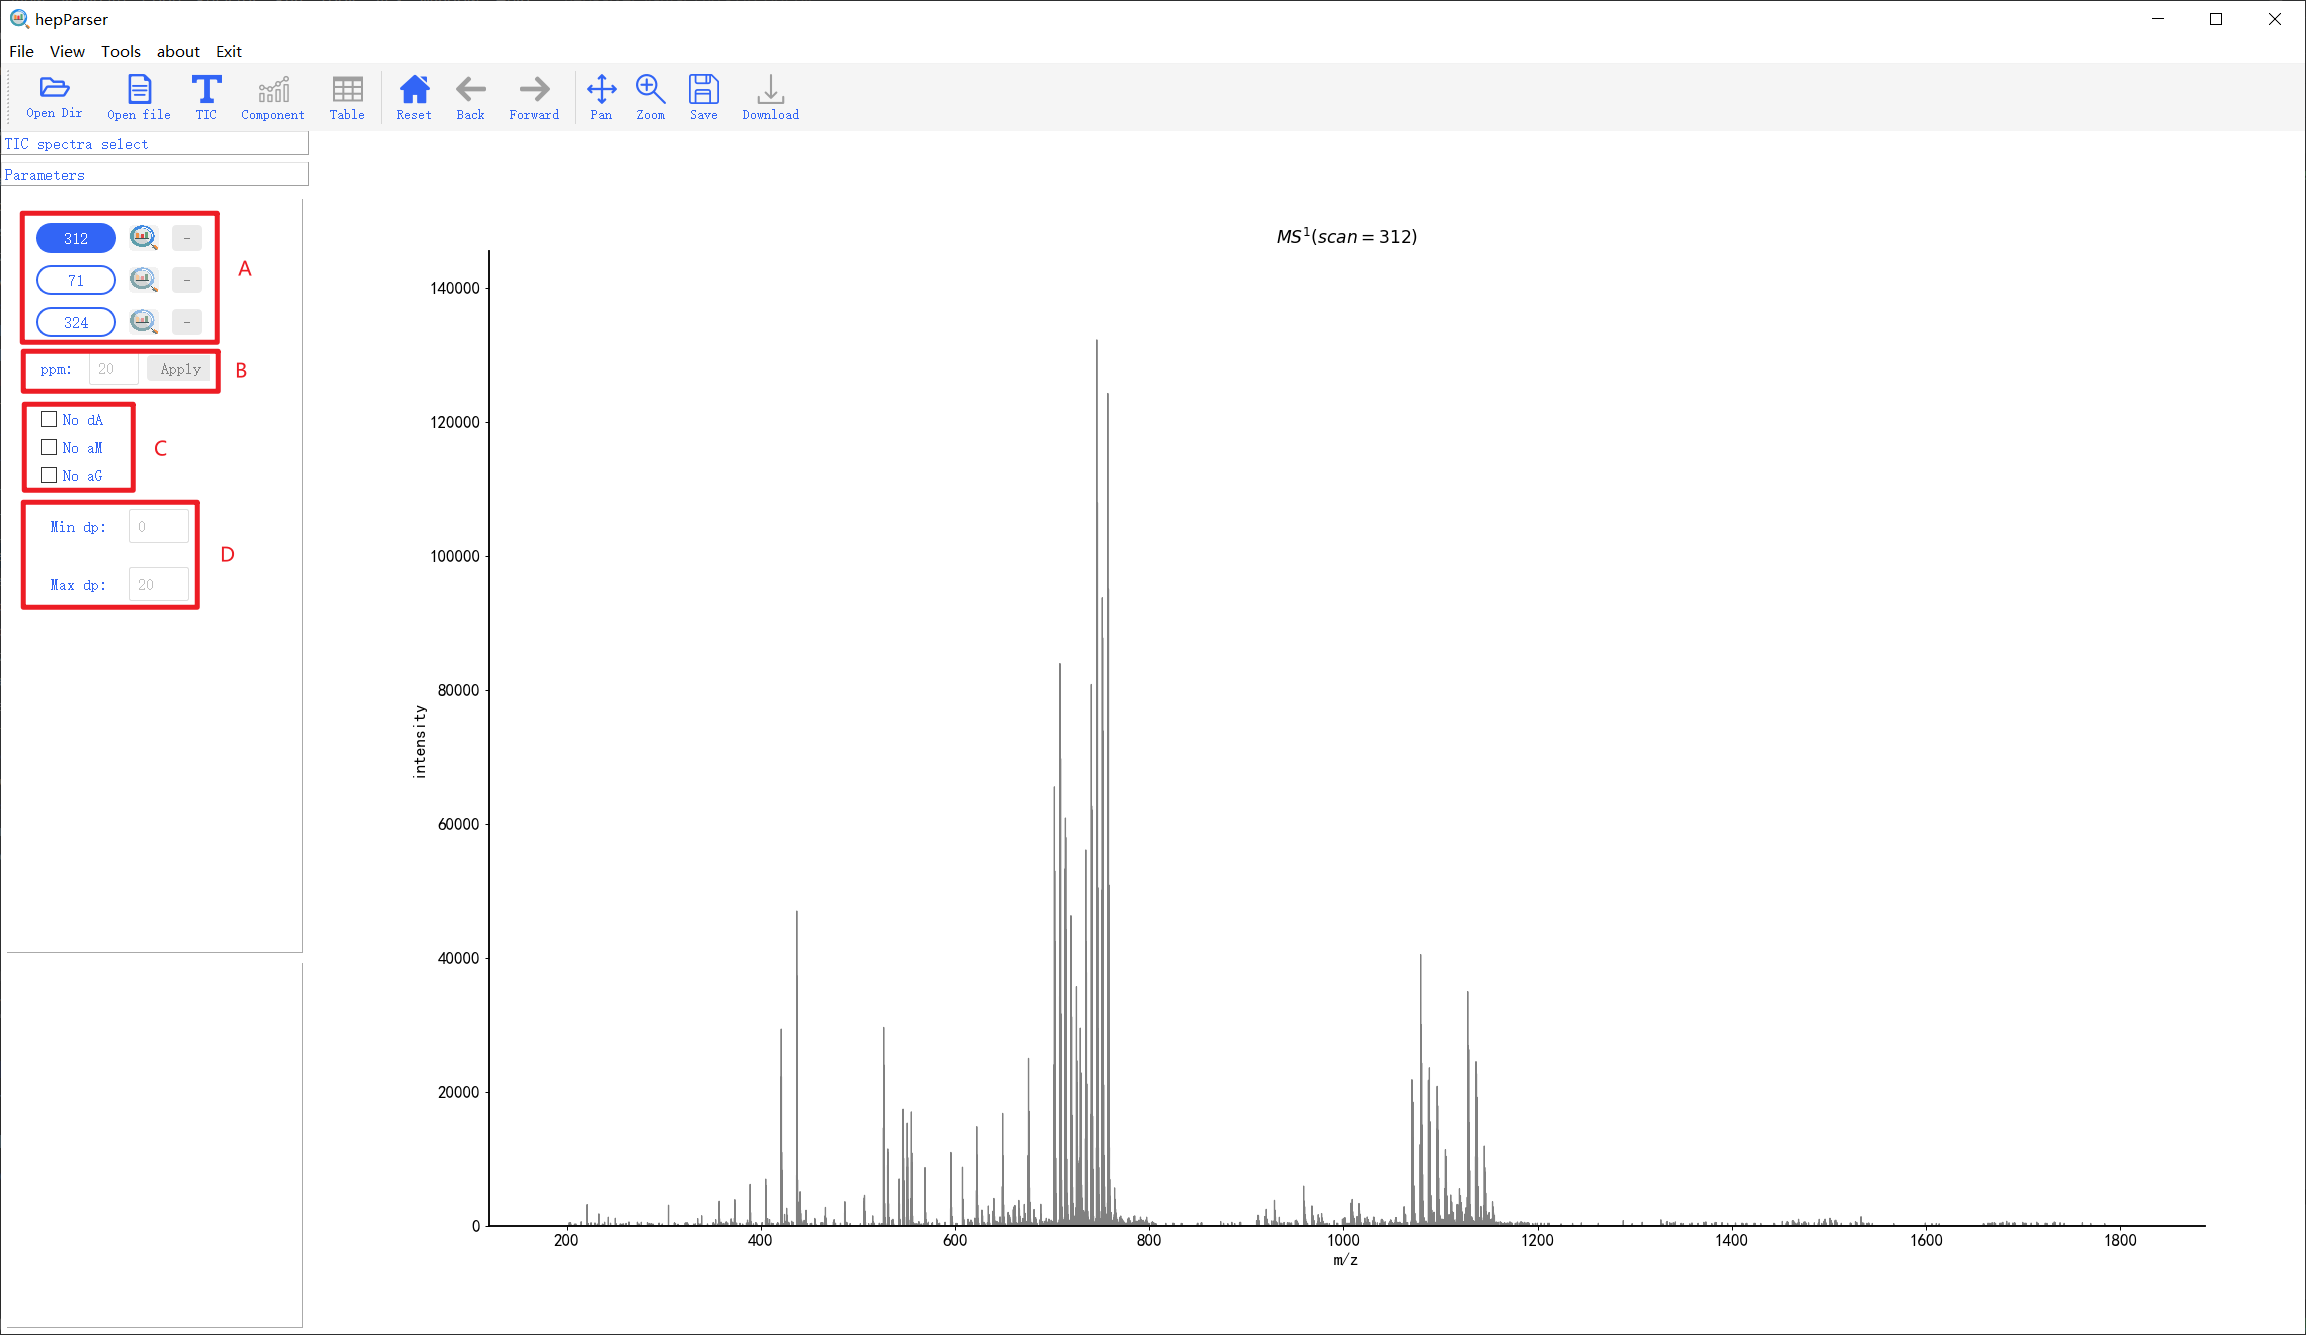 hepParser
File View Tools about Exit
Open Dir Open file TIC Component Table Reset Back Forward Pan Zoom Save Download
TIC spectra select
Parameters
312 -
71 -
324 -
A
ppm: 20 Apply
B
No dA
No aM
No aG
C
Min dp: 0
Max dp: 20
D
MS¹(scan = 312)
140000
120000
100000
80000
60000
40000
20000
0
intensity
200 400 600 800 1000 1200 1400 1600 1800
m/z